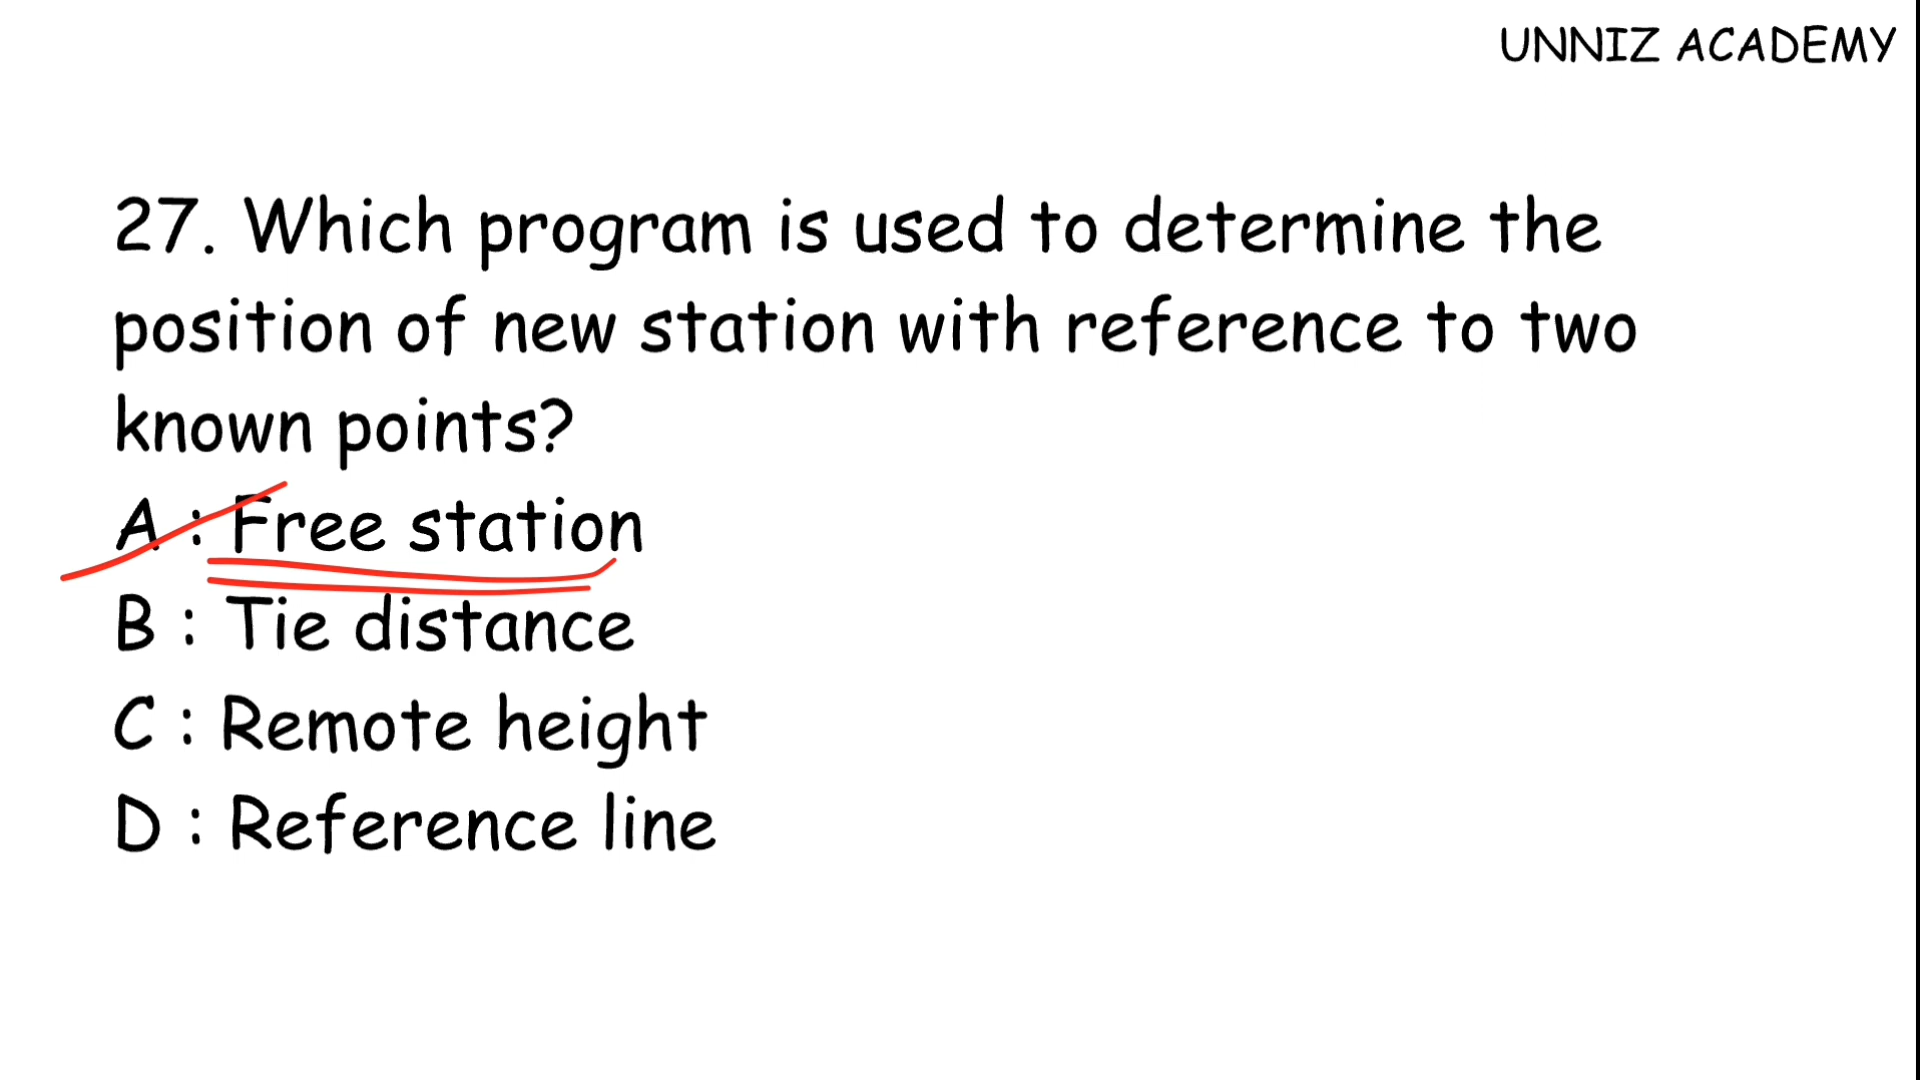 UNNIZ ACADEMY
27. Which program is used to determine the
position of new station with reference to two
known points?
A : Free station
B : Tie distance
C : Remote height
D : Reference line